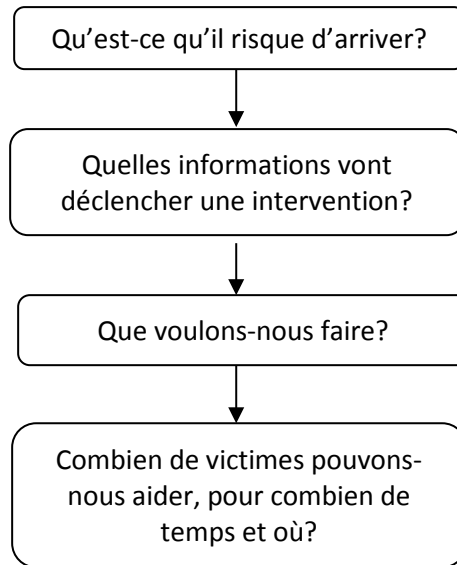 Qu’est-ce qu’il risque d’arriver?
Quelles informations vont
déclencher une intervention?
Que voulons-nous faire?
Combien de victimes pouvons-
nous aider, pour combien de
temps et où?